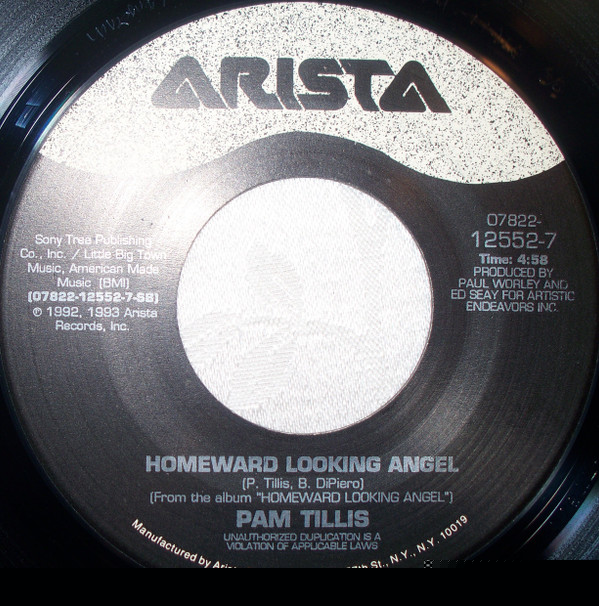 ARISTA
Sony Tree Publishing
Co., Inc. / Little Big Town
Music, American Made
Music (BMI)
(07822-12552-7-SB)
℗ 1992, 1993 Arista
Records, Inc.
07822-
12552-7
Time: 4:58
PRODUCED BY
PAUL WORLEY AND
ED SEAY FOR ARTISTIC
ENDEAVORS INC.
HOMEWARD LOOKING ANGEL
(P. Tillis, B. DiPiero)
(From the album "HOMEWARD LOOKING ANGEL")
PAM TILLIS
UNAUTHORIZED DUPLICATION IS A
VIOLATION OF APPLICABLE LAWS
Manufactured by St., N.Y., N.Y. 10019